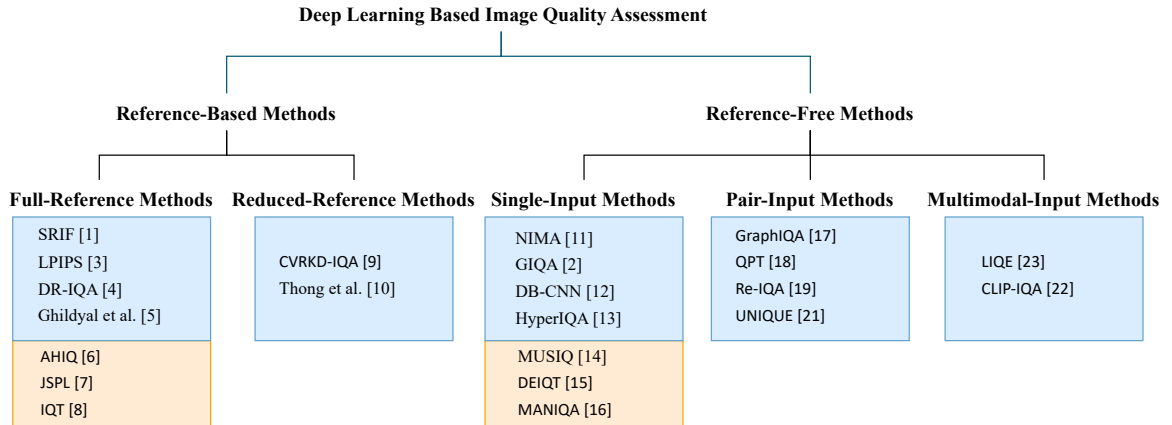 Deep Learning Based Image Quality Assessment
Reference-Based Methods
Reference-Free Methods
Full-Reference Methods
SRIF [1]
LPIPS [3]
DR-IQA [4]
Ghildyal et al. [5]
AHIQ [6]
JSPL [7]
IQT [8]
Reduced-Reference Methods
CVRKD-IQA [9]
Thong et al. [10]
Single-Input Methods
NIMA [11]
GIQA [2]
DB-CNN [12]
HyperIQA [13]
MUSIQ [14]
DEIQT [15]
MANIQA [16]
Pair-Input Methods
GraphIQA [17]
QPT [18]
Re-IQA [19]
UNIQUE [21]
Multimodal-Input Methods
LIQE [23]
CLIP-IQA [22]